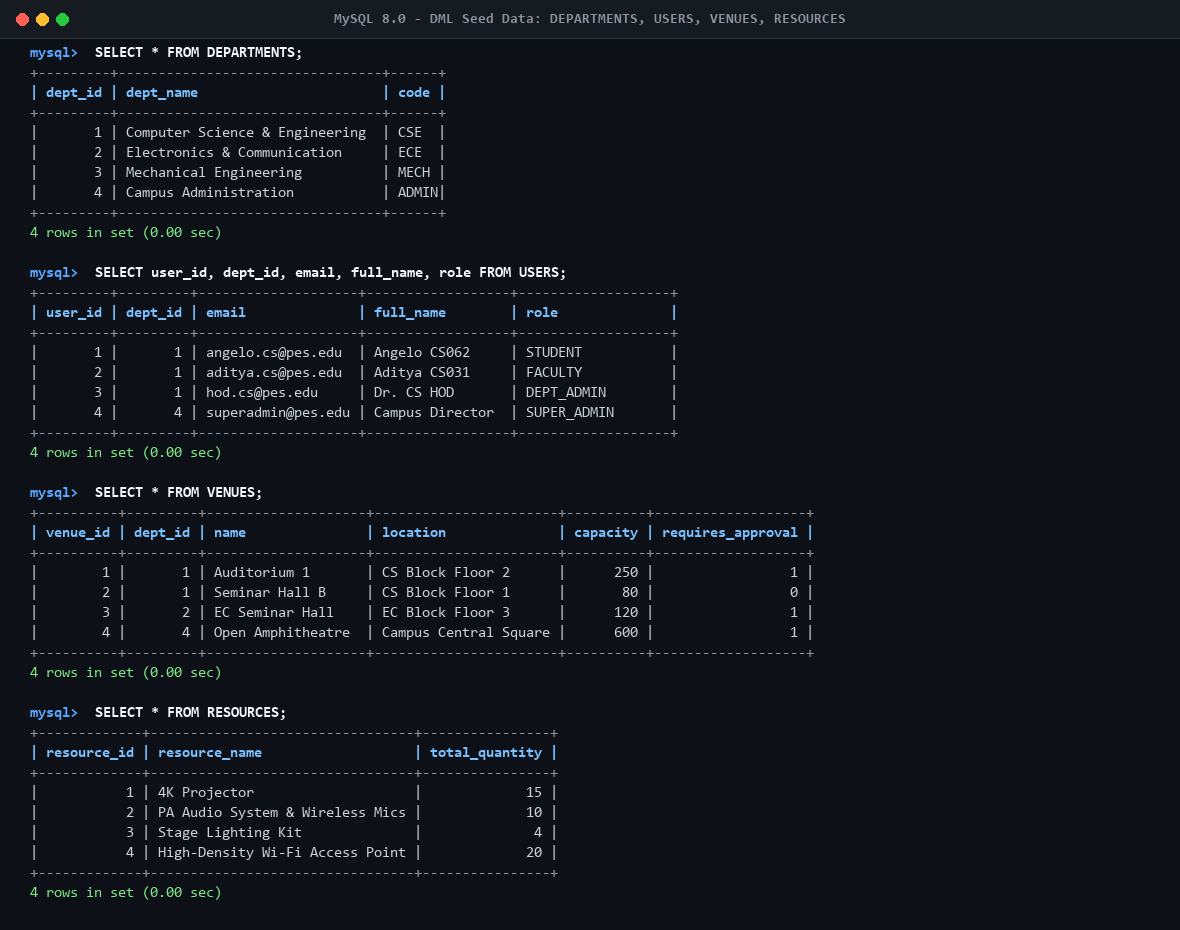 MySQL 8.0 - DML Seed Data: DEPARTMENTS, USERS, VENUES, RESOURCES
mysql>  SELECT * FROM DEPARTMENTS;
+---------+---------------------------------+------+
| dept_id | dept_name                       | code |
+---------+---------------------------------+------+
|       1 | Computer Science & Engineering  | CSE  |
|       2 | Electronics & Communication     | ECE  |
|       3 | Mechanical Engineering          | MECH |
|       4 | Campus Administration           | ADMIN|
+---------+---------------------------------+------+
4 rows in set (0.00 sec)
mysql>  SELECT user_id, dept_id, email, full_name, role FROM USERS;
+---------+---------+--------------------+------------------+-------------------+
| user_id | dept_id | email              | full_name        | role              |
+---------+---------+--------------------+------------------+-------------------+
|       1 |       1 | angelo.cs@pes.edu  | Angelo CS062     | STUDENT           |
|       2 |       1 | aditya.cs@pes.edu  | Aditya CS031     | FACULTY           |
|       3 |       1 | hod.cs@pes.edu     | Dr. CS HOD       | DEPT_ADMIN        |
|       4 |       4 | superadmin@pes.edu | Campus Director  | SUPER_ADMIN       |
+---------+---------+--------------------+------------------+-------------------+
4 rows in set (0.00 sec)
mysql>  SELECT * FROM VENUES;
+----------+---------+--------------------+-----------------------+----------+-------------------+
| venue_id | dept_id | name               | location              | capacity | requires_approval |
+----------+---------+--------------------+-----------------------+----------+-------------------+
|        1 |       1 | Auditorium 1       | CS Block Floor 2      |      250 |                 1 |
|        2 |       1 | Seminar Hall B     | CS Block Floor 1      |       80 |                 0 |
|        3 |       2 | EC Seminar Hall    | EC Block Floor 3      |      120 |                 1 |
|        4 |       4 | Open Amphitheatre  | Campus Central Square |      600 |                 1 |
+----------+---------+--------------------+-----------------------+----------+-------------------+
4 rows in set (0.00 sec)
mysql>  SELECT * FROM RESOURCES;
+-------------+---------------------------------+----------------+
| resource_id | resource_name                   | total_quantity |
+-------------+---------------------------------+----------------+
|           1 | 4K Projector                    |             15 |
|           2 | PA Audio System & Wireless Mics |             10 |
|           3 | Stage Lighting Kit              |              4 |
|           4 | High-Density Wi-Fi Access Point |             20 |
+-------------+---------------------------------+----------------+
4 rows in set (0.00 sec)